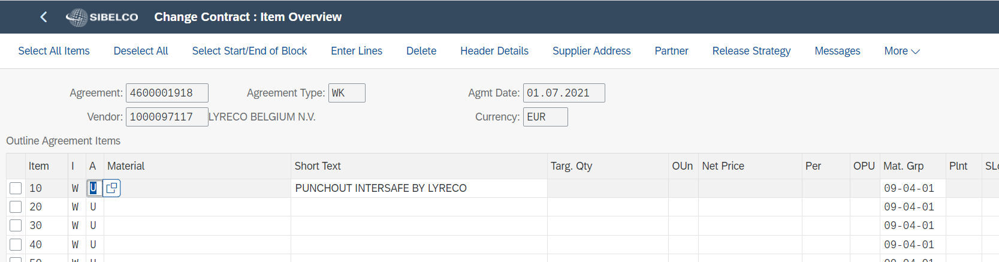 SIBELCO Change Contract : Item Overview
Select All Items Deselect All Select Start/End of Block Enter Lines Delete Header Details Supplier Address Partner Release Strategy Messages More
Agreement: 4600001918 Agreement Type: WK Agmt Date: 01.07.2021
Vendor: 1000097117 LYRECO BELGIUM N.V. Currency: EUR
Outline Agreement Items
Item I A Material Short Text Targ. Qty OUn Net Price Per OPU Mat. Grp Plnt
10 W U PUNCHOUT INTERSAFE BY LYRECO 09-04-01
20 W U 09-04-01
30 W U 09-04-01
40 W U 09-04-01